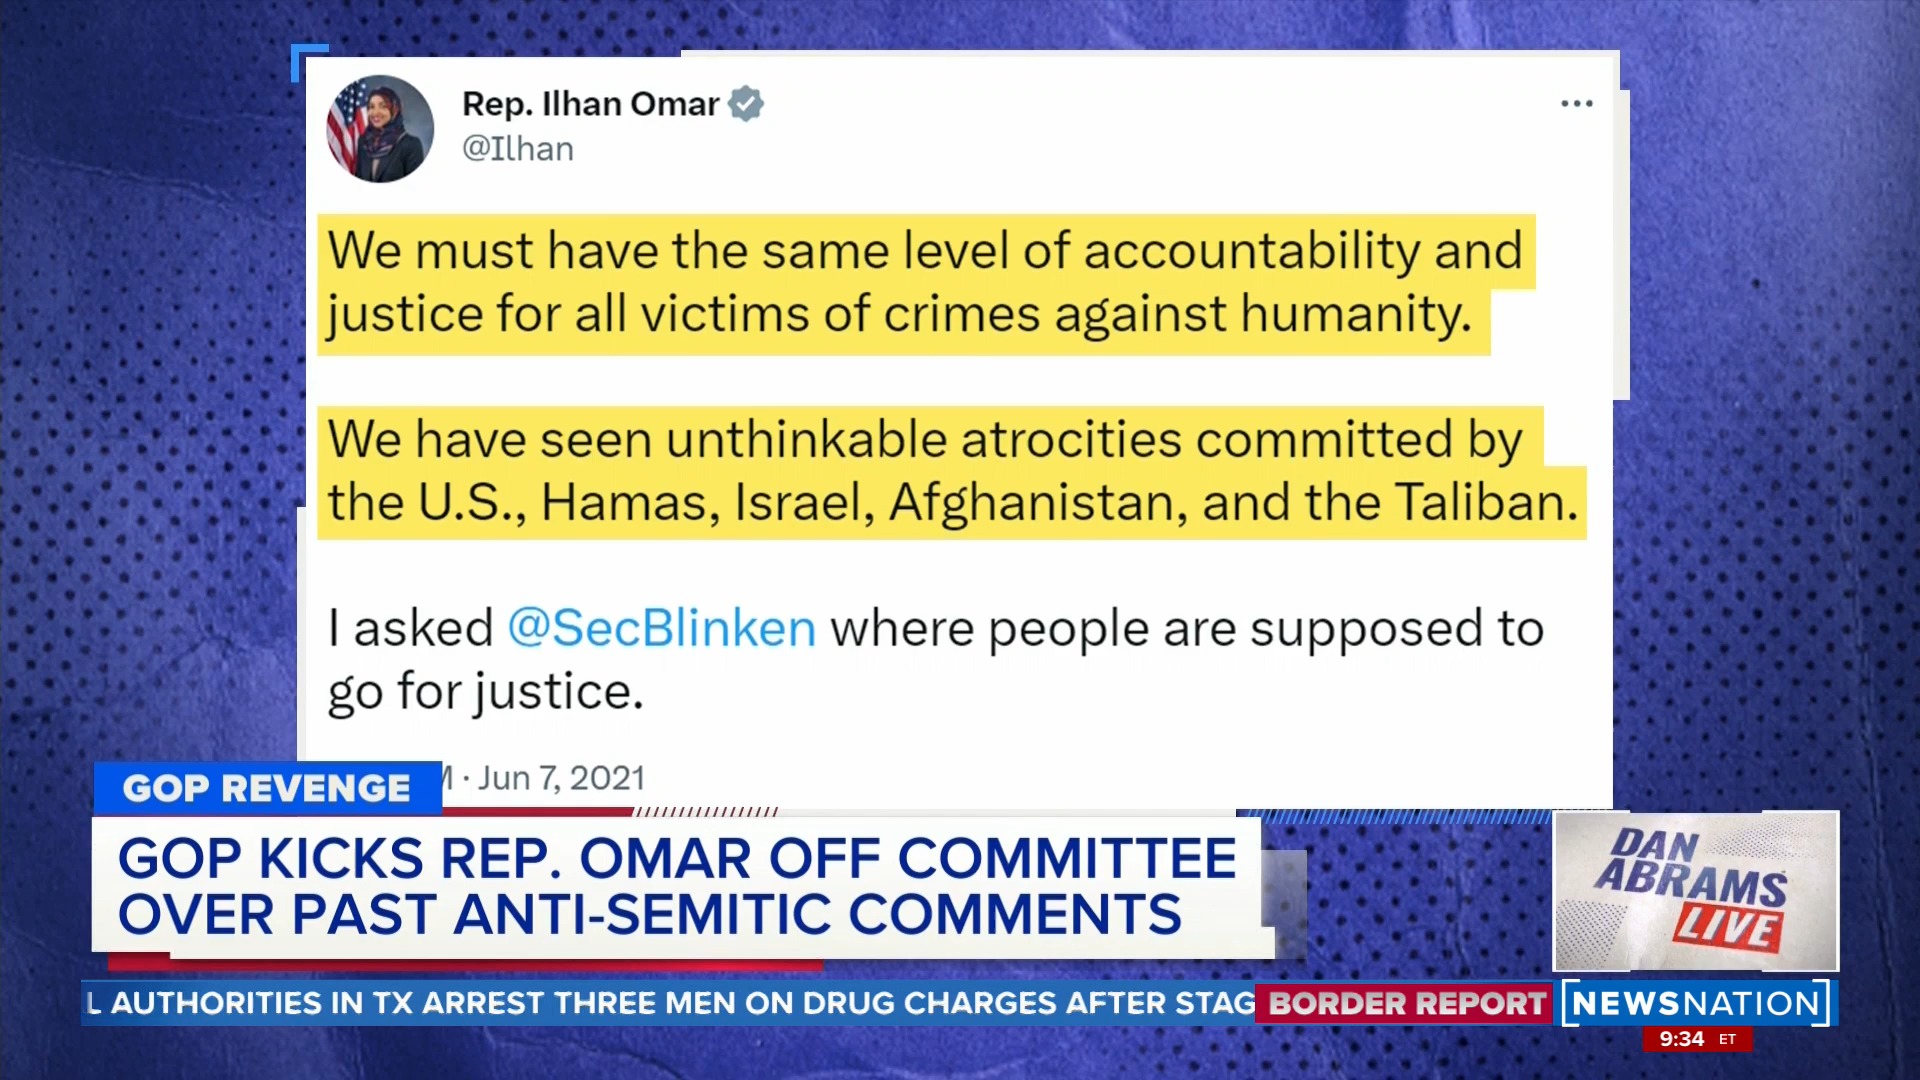 Rep. Ilhan Omar
@Ilhan
We must have the same level of accountability and
justice for all victims of crimes against humanity.
We have seen unthinkable atrocities committed by
the U.S., Hamas, Israel, Afghanistan, and the Taliban.
I asked @SecBlinken where people are supposed to
go for justice.
M · Jun 7, 2021
GOP REVENGE
GOP KICKS REP. OMAR OFF COMMITTEE
OVER PAST ANTI-SEMITIC COMMENTS
DAN
ABRAMS
LIVE
L AUTHORITIES IN TX ARREST THREE MEN ON DRUG CHARGES AFTER STAG
BORDER REPORT
NEWSNATION
9:34 ET